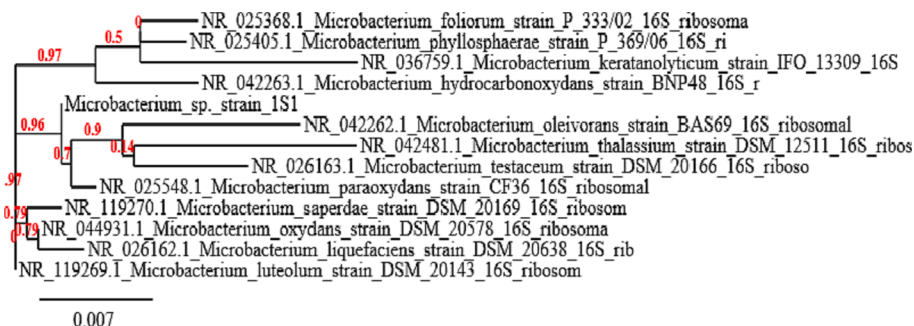 0
NR_025368.1_Microbacterium_foliorum_strain_P_333/02_16S_ribosoma
0.5
NR_025405.1_Microbacterium_phyllosphaerae_strain_P_369/06_16S_ri
0.97
NR_036759.1_Microbacterium_keratanolyticum_strain_IFO_13309_16S
NR_042263.1_Microbacterium_hydrocarbonoxydans_strain_BNP48_16S_r
Microbacterium_sp._strain_1S1
0.96
0.9
NR_042262.1_Microbacterium_oleivorans_strain_BAS69_16S_ribosomal
0.14
NR_042481.1_Microbacterium_thalassium_strain_DSM_12511_16S_ribos
0.7
NR_026163.1_Microbacterium_testaceum_strain_DSM_20166_16S_riboso
.97
NR_025548.1_Microbacterium_paraoxydans_strain_CF36_16S_ribosomal
0.79
NR_119270.1_Microbacterium_saperdae_strain_DSM_20169_16S_ribosom
0.79
NR_044931.1_Microbacterium_oxydans_strain_DSM_20578_16S_ribosoma
NR_026162.1_Microbacterium_liquefaciens_strain_DSM_20638_16S_rib
NR_119269.1_Microbacterium_luteolum_strain_DSM_20143_16S_ribosom
0.007